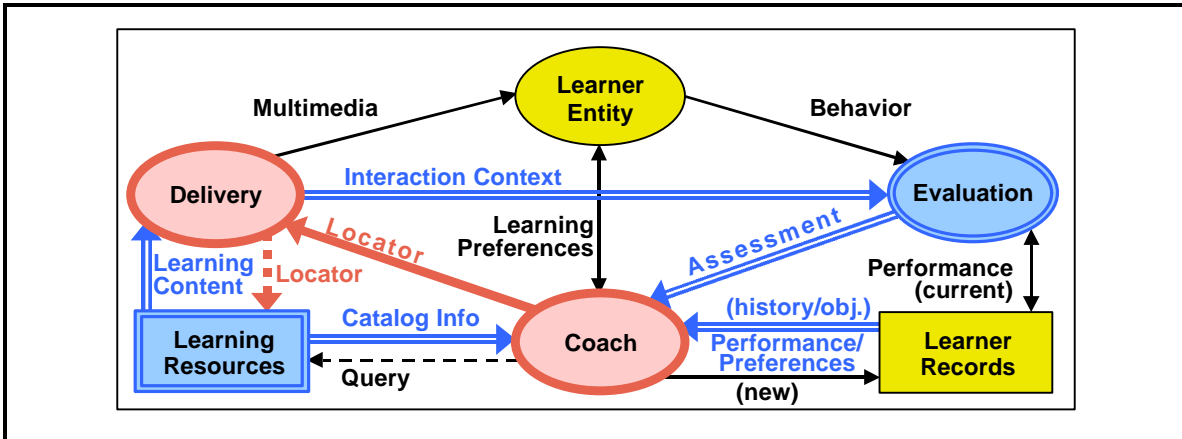 Learner
Entity
Multimedia
Behavior
Delivery
Interaction Context
Evaluation
Learning
Preferences
Locator
Assessment
Learning
Content
Locator
Performance
(current)
(history/obj.)
Catalog Info
Learning
Resources
Coach
Performance/
Preferences
Learner
Records
Query
(new)